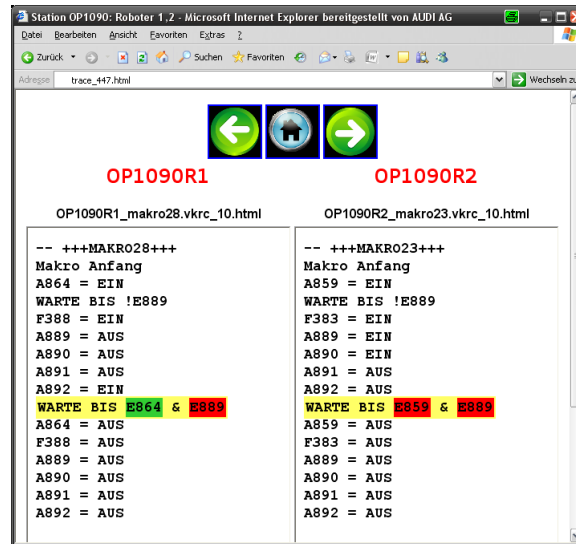 Station OP1090: Roboter 1 ,2 - Microsoft Internet Explorer bereitgestellt von AUDI AG
Datei Bearbeiten Ansicht Favoriten Extras ?
Zurück Suchen Favoriten
Adresse trace_447.html Wechseln zu
OP1090R1
OP1090R1_makro28.vkrc_10.html
-- +++MAKRO28+++
Makro Anfang
A864 = EIN
WARTE BIS !E889
F388 = EIN
A889 = AUS
A890 = AUS
A891 = AUS
A892 = EIN
WARTE BIS E864 & E889
A864 = AUS
F388 = AUS
A889 = AUS
A890 = AUS
A891 = AUS
A892 = AUS
OP1090R2
OP1090R2_makro23.vkrc_10.html
-- +++MAKRO23+++
Makro Anfang
A859 = EIN
WARTE BIS !E889
F383 = EIN
A889 = EIN
A890 = EIN
A891 = AUS
A892 = AUS
WARTE BIS E859 & E889
A859 = AUS
F383 = AUS
A889 = AUS
A890 = AUS
A891 = AUS
A892 = AUS